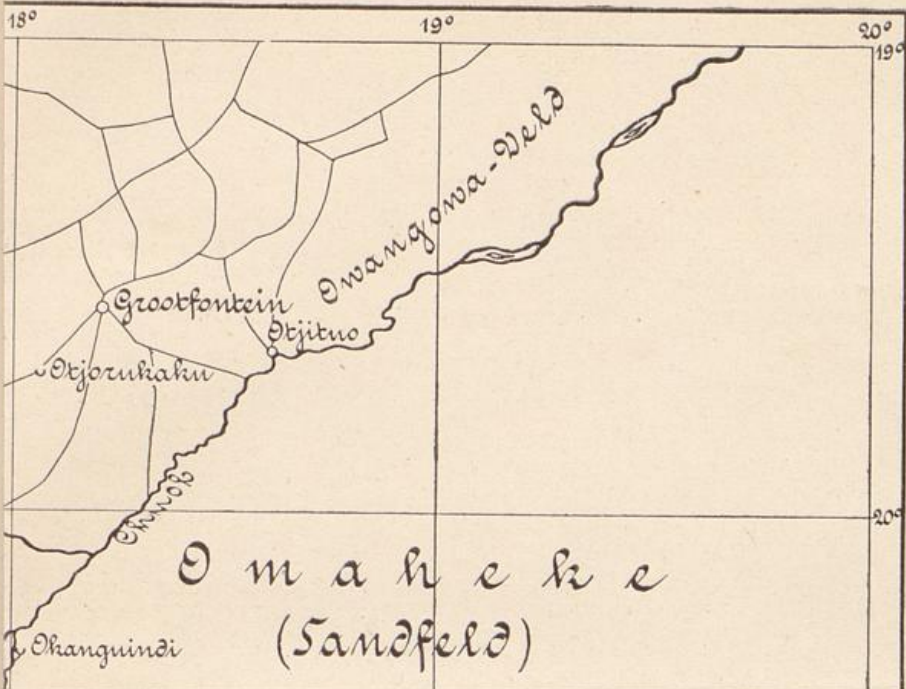 18° 19° 20°
19°
Owangowa-Veld
Grootfontein
Otjituo
Otjorukaku
20°
Omaheke
(Sandfeld)
Okanguindi